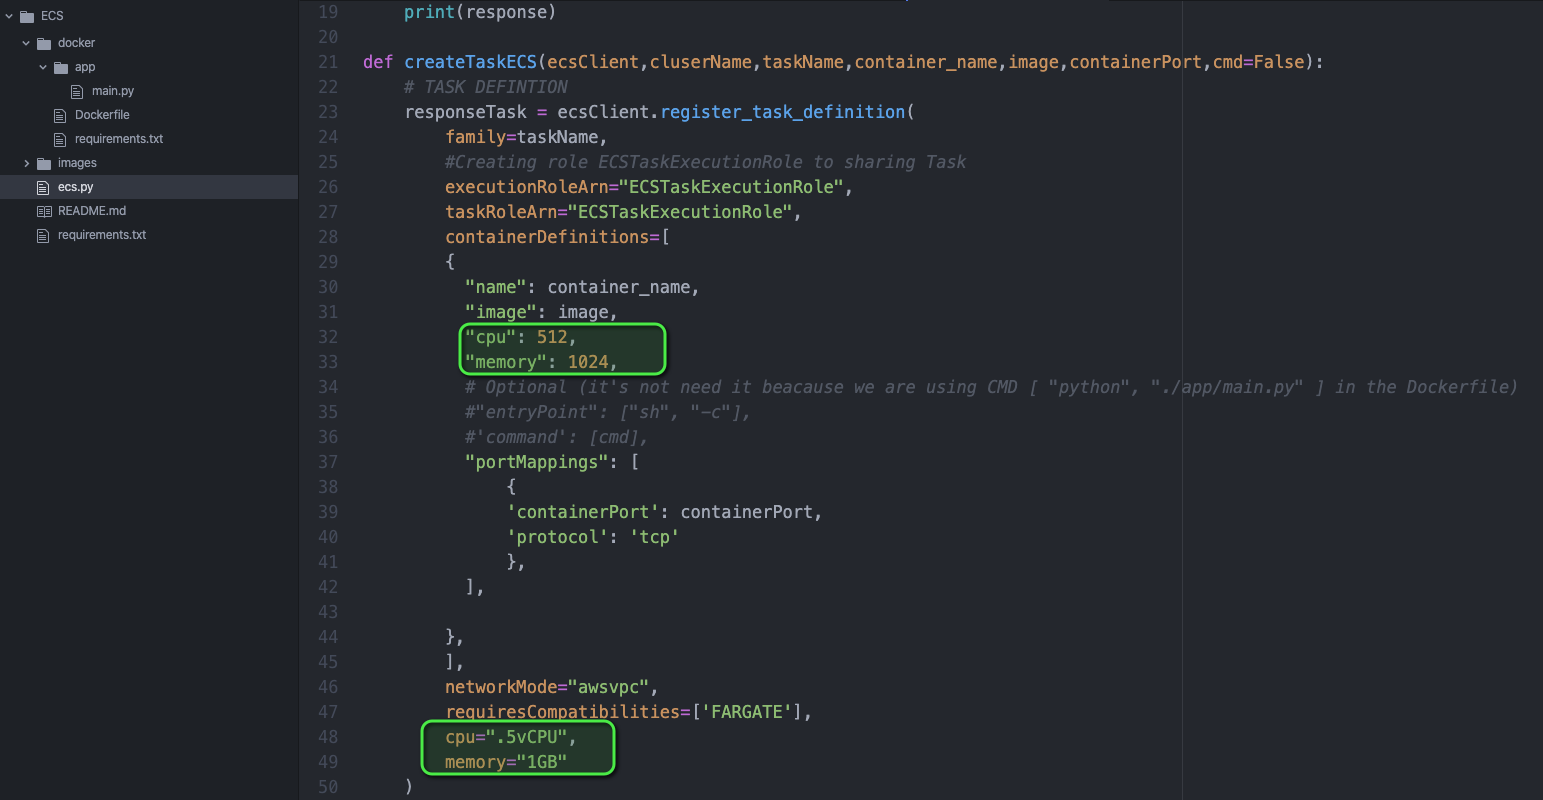 ECS
docker
app
main.py
Dockerfile
requirements.txt
images
ecs.py
README.md
requirements.txt
19 print(response)
20
21 def createTaskECS(ecsClient,cluserName,taskName,container_name,image,containerPort,cmd=False):
22 # TASK DEFINTION
23 responseTask = ecsClient.register_task_definition(
24 family=taskName,
25 #Creating role ECSTaskExecutionRole to sharing Task
26 executionRoleArn="ECSTaskExecutionRole",
27 taskRoleArn="ECSTaskExecutionRole",
28 containerDefinitions=[
29 {
30 "name": container_name,
31 "image": image,
32 "cpu": 512,
33 "memory": 1024,
34 # Optional (it's not need it beacause we are using CMD [ "python", "./app/main.py" ] in the Dockerfile)
35 #"entryPoint": ["sh", "-c"],
36 #'command': [cmd],
37 "portMappings": [
38 {
39 'containerPort': containerPort,
40 'protocol': 'tcp'
41 },
42 ],
43
44 },
45 ],
46 networkMode="awsvpc",
47 requiresCompatibilities=['FARGATE'],
48 cpu=".5vCPU",
49 memory="1GB"
50 )